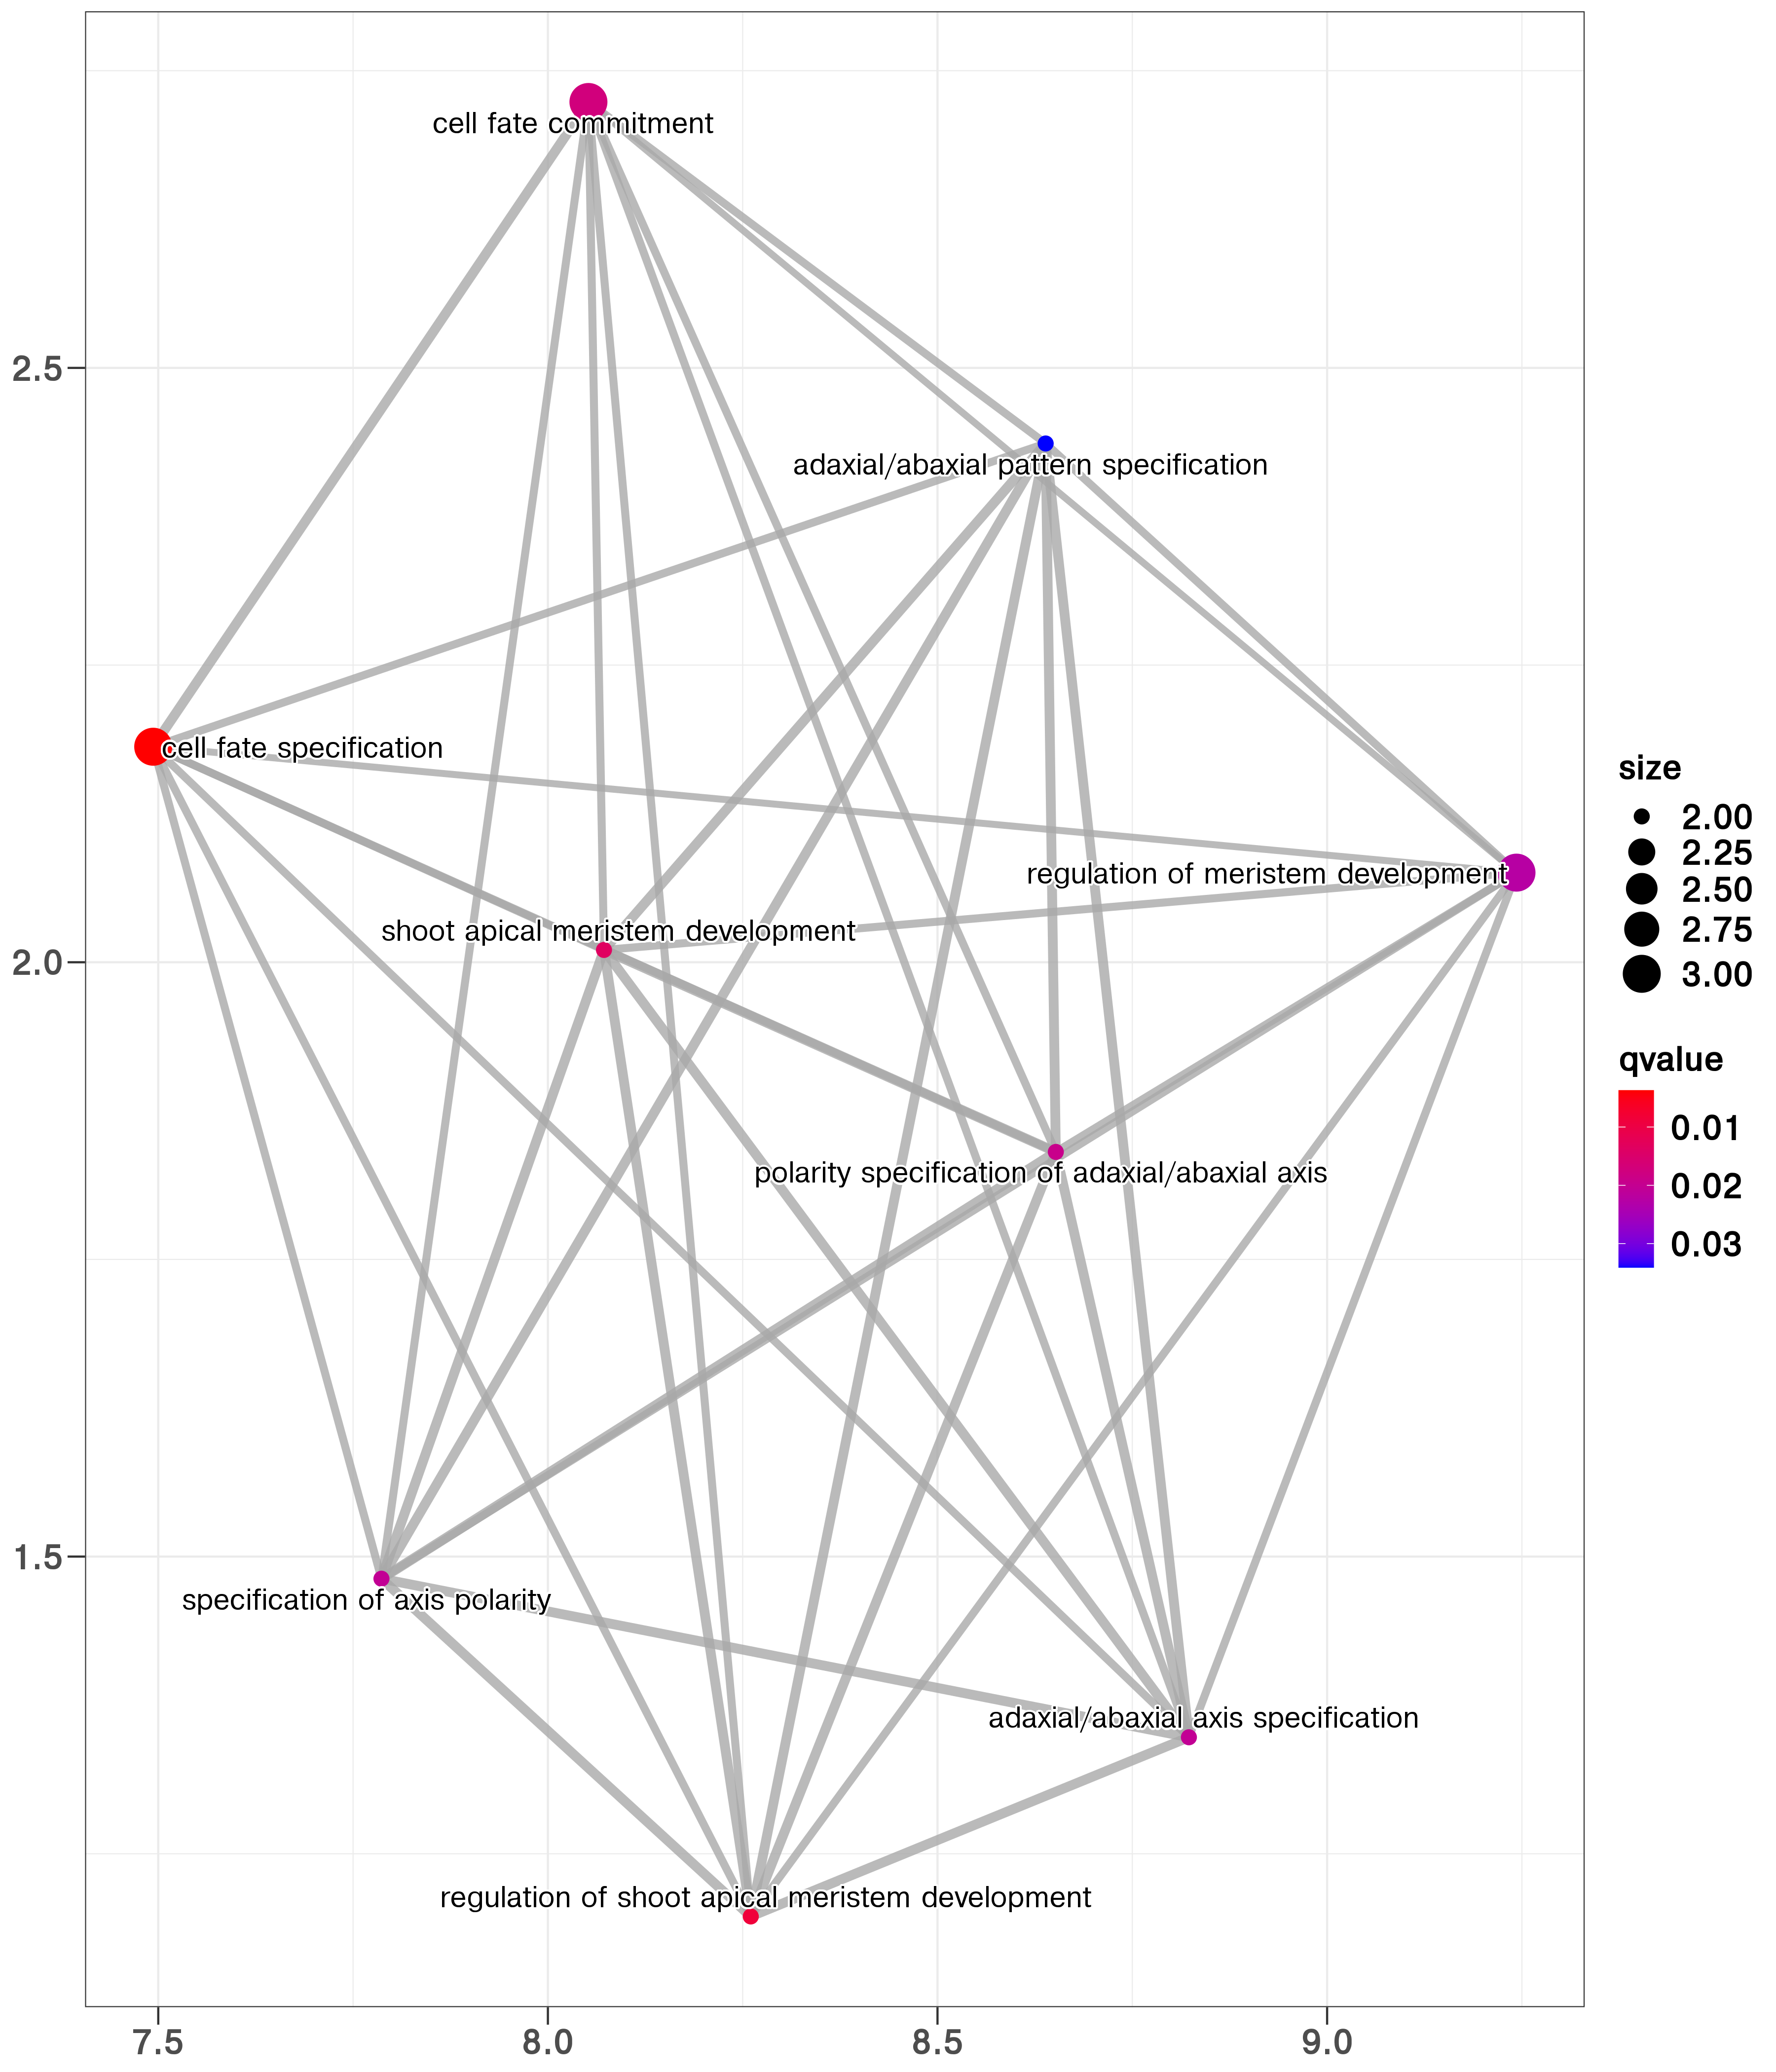 cell fate commitment
2.5
adaxial/abaxial pattern specification
cell fate specification
regulation of meristem development
shoot apical meristem development
2.0
polarity specification of adaxial/abaxial axis
1.5
specification of axis polarity
adaxial/abaxial axis specification
regulation of shoot apical meristem development
7.5 8.0 8.5 9.0
size
2.00
2.25
2.50
2.75
3.00
qvalue
0.01
0.02
0.03